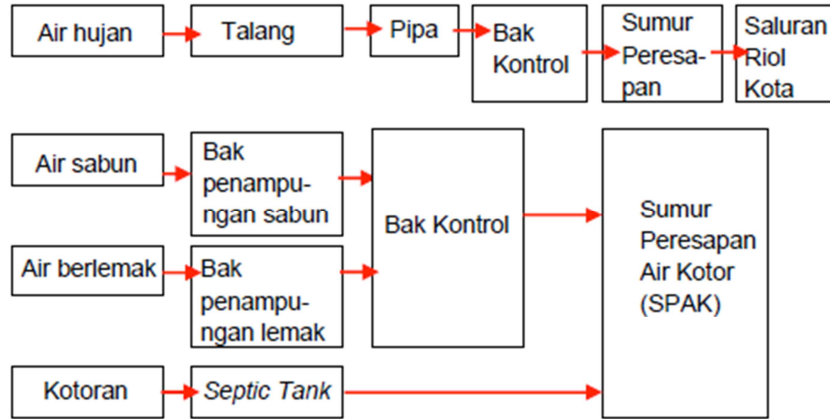 Air hujan
Talang
Pipa
Bak
Kontrol
Sumur
Peresa-
pan
Saluran
Riol
Kota
Air sabun
Bak
penampu-
ngan sabun
Bak Kontrol
Sumur
Peresapan
Air Kotor
(SPAK)
Air berlemak
Bak
penampu-
ngan lemak
Kotoran
Septic Tank